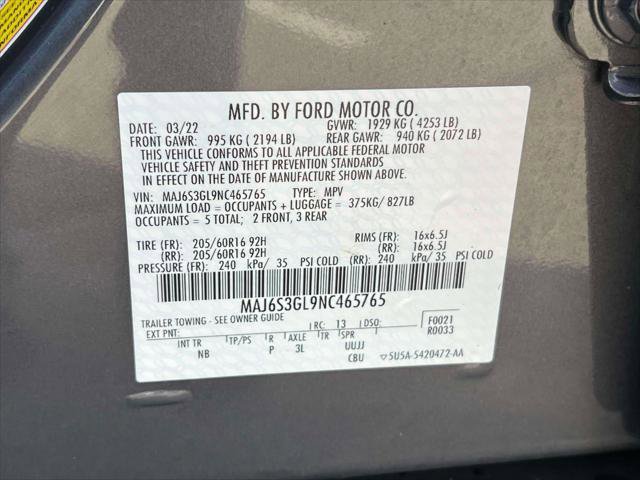 MFD. BY FORD MOTOR CO.
DATE: 03/22 GVWR: 1929 KG ( 4253 LB)
FRONT GAWR: 995 KG ( 2194 LB) REAR GAWR: 940 KG ( 2072 LB)
THIS VEHICLE CONFORMS TO ALL APPLICABLE FEDERAL MOTOR
VEHICLE SAFETY AND THEFT PREVENTION STANDARDS
IN EFFECT ON THE DATE OF MANUFACTURE SHOWN ABOVE.
VIN: MAJ6S3GL9NC465765 TYPE: MPV
MAXIMUM LOAD = OCCUPANTS + LUGGAGE = 375KG/ 827LB
OCCUPANTS = 5 TOTAL; 2 FRONT, 3 REAR
TIRE (FR): 205/60R16 92H RIMS (FR): 16x6.5J
(RR): 205/60R16 92H (RR): 16x6.5J
PRESSURE (FR): 240 kPa/ 35 PSI COLD (RR): 240 kPa/ 35 PSI COLD
MAJ6S3GL9NC465765
TRAILER TOWING - SEE OWNER GUIDE F0021
EXT PNT: RC: 13 DSO: R0033
INT TR TP/PS R AXLE TR SPR UUJJ
NB P 3L CBU 5U5A-5420472-AA